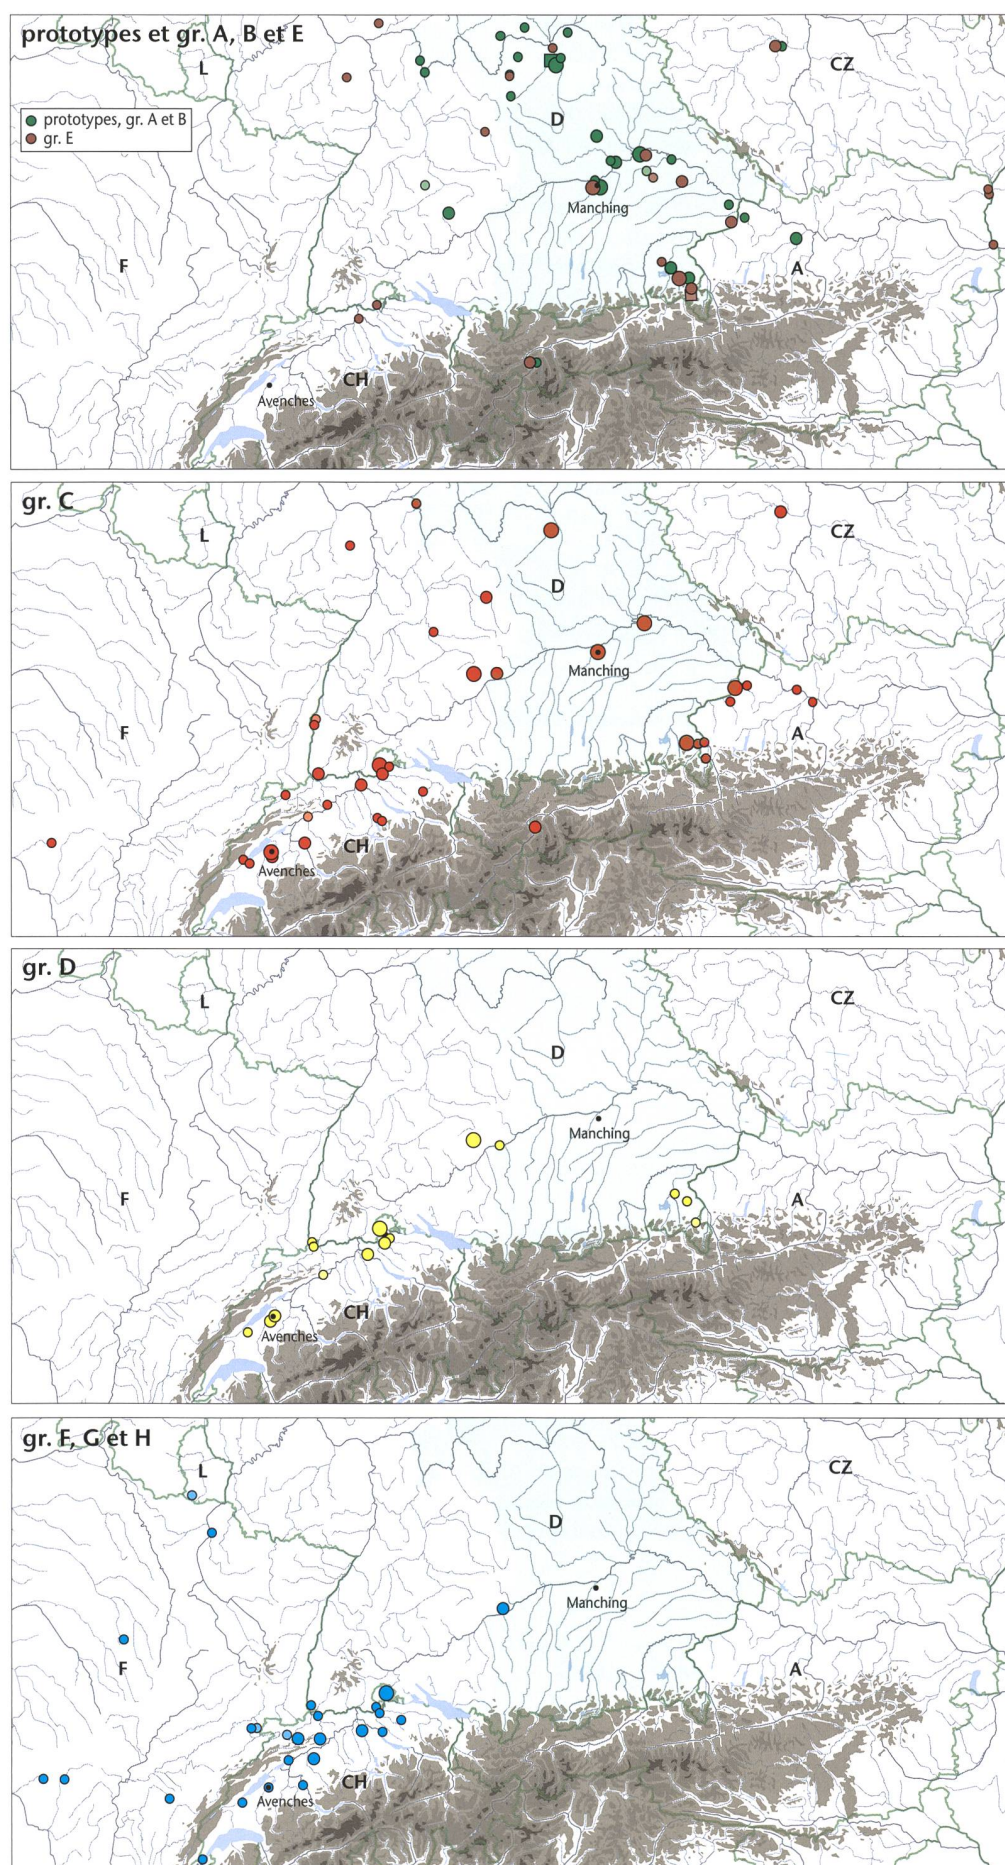 prototypes et gr. A, B et E
L
CZ
prototypes, gr. A et B
gr. E
D
Manching
F
A
CH
Avenches
gr. C
L
CZ
D
Manching
F
A
CH
Avenches
gr. D
L
CZ
D
Manching
F
A
CH
Avenches
gr. F, G et H
L
CZ
D
Manching
F
A
CH
Avenches